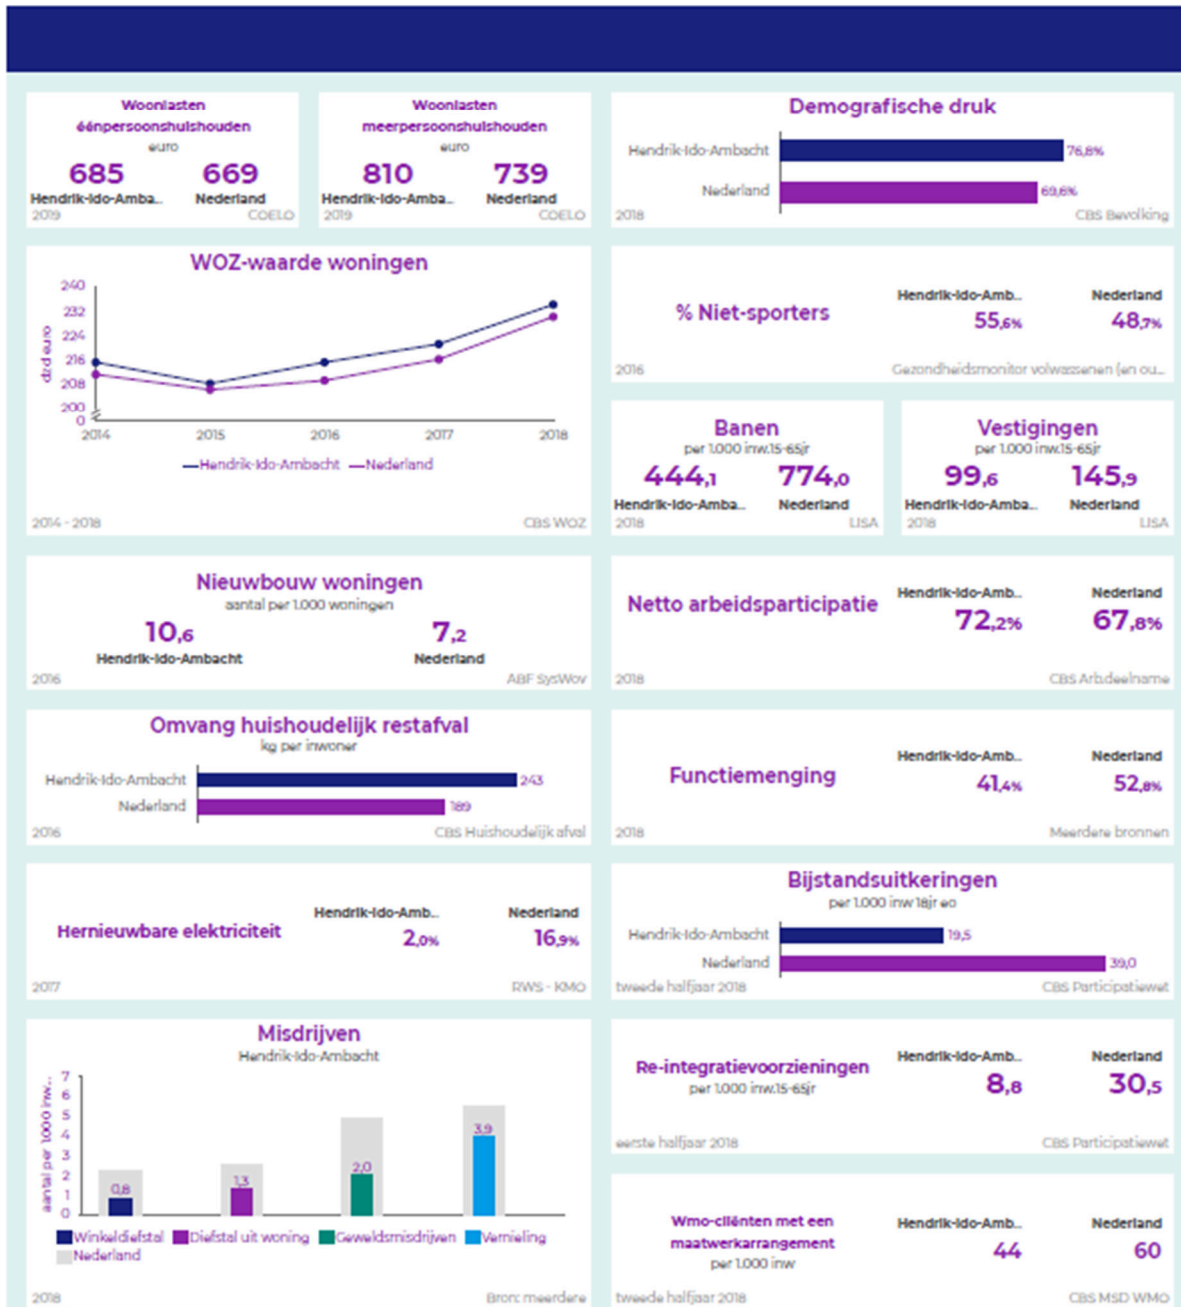 Woonlasten
éénpersoonshuishouden
euro
685 669
Hendrik-Ido-Amba... Nederland
2019 COELO
Woonlasten
meerpersoonshuishouden
euro
810 739
Hendrik-Ido-Amba... Nederland
2019 COELO
Demografische druk
Hendrik-Ido-Ambacht 76,8%
Nederland 69,6%
2018 CBS Bevolking
WOZ-waarde woningen
dzd euro
240
232
224
216
208
200
0
2014 2015 2016 2017 2018
Hendrik-Ido-Ambacht Nederland
2014 - 2018 CBS WOZ
% Niet-sporters
Hendrik-Ido-Amb... Nederland
55,6% 48,7%
2016 Gezondheidsmonitor volwassenen (en ou...
Banen
per 1.000 inw.15-65jr
444,1 774,0
Hendrik-Ido-Amba... Nederland
2018 LISA
Vestigingen
per 1.000 inw.15-65jr
99,6 145,9
Hendrik-Ido-Amba... Nederland
2018 LISA
Nieuwbouw woningen
aantal per 1.000 woningen
10,6 7,2
Hendrik-Ido-Ambacht Nederland
2016 ABF SysWov
Netto arbeidsparticipatie
Hendrik-Ido-Amb... Nederland
72,2% 67,8%
2018 CBS Arb.deelname
Omvang huishoudelijk restafval
kg per inwoner
Hendrik-Ido-Ambacht 243
Nederland 189
2016 CBS Huishoudelijk afval
Functiemenging
Hendrik-Ido-Amb... Nederland
41,4% 52,8%
2018 Meerdere bronnen
Hernieuwbare elektriciteit
Hendrik-Ido-Amb... Nederland
2,0% 16,9%
2017 RWS - KMO
Bijstandsuitkeringen
per 1.000 inw 18jr eo
Hendrik-Ido-Ambacht 19,5
Nederland 39,0
tweede halfjaar 2018 CBS Participatiewet
Misdrijven
Hendrik-Ido-Ambacht
aantal per 1.000 inw...
7
6
5
4
3
2
1
0
0,8 1,3 2,0 3,9
Winkeldiefstal Diefstal uit woning Geweldsmisdrijven Vernieling
Nederland
2018 Bron: meerdere
Re-integratievoorzieningen
per 1.000 inw.15-65jr
Hendrik-Ido-Amb... Nederland
8,8 30,5
eerste halfjaar 2018 CBS Participatiewet
Wmo-cliënten met een
maatwerkarrangement
per 1.000 inw
Hendrik-Ido-Amb... Nederland
44 60
tweede halfjaar 2018 CBS MSD WMO